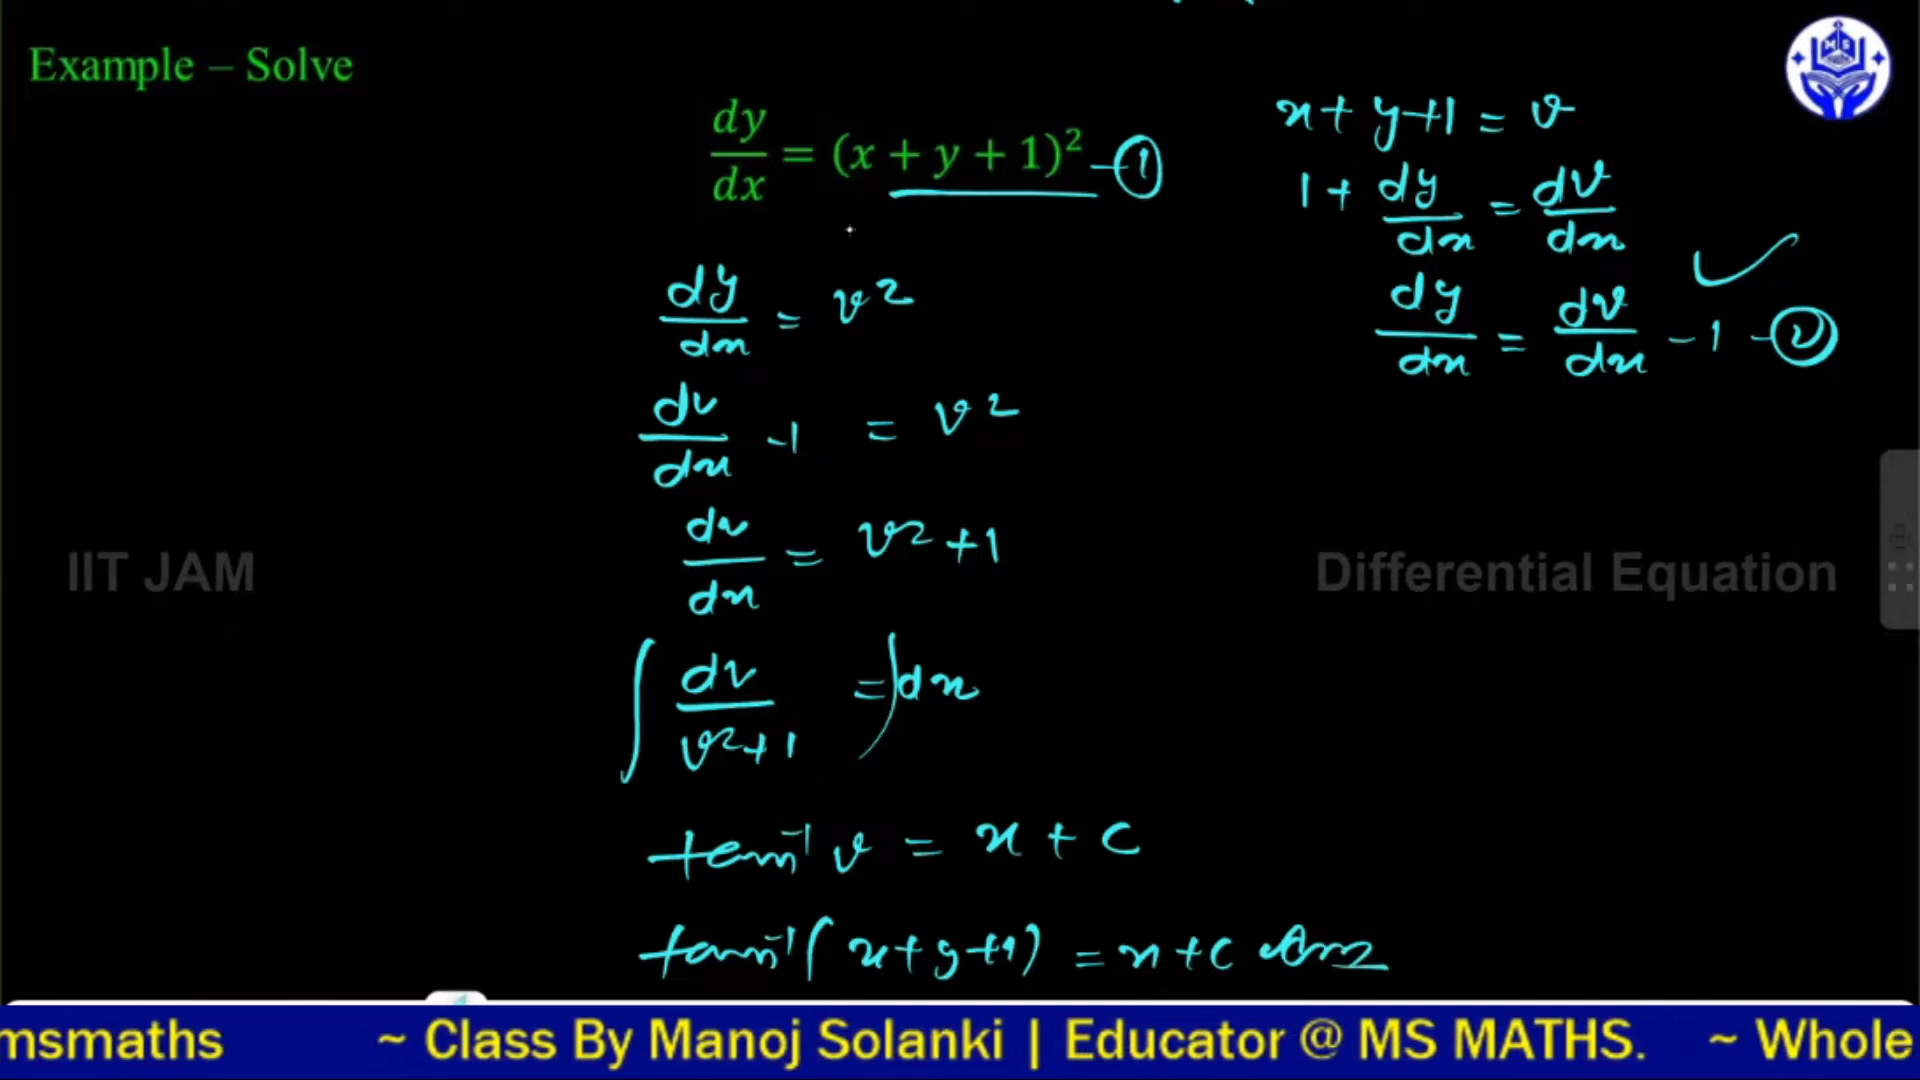 Example – Solve
dy/dx = (x + y + 1)² –①
x + y + 1 = v
1 + dy/dx = dv/dx
dy/dx = dv/dx – 1 –②
dy/dx = v²
dv/dx – 1 = v²
dv/dx = v² + 1
∫ dv/(v² + 1) = ∫ dx
tan⁻¹ v = x + c
tan⁻¹(x + y + 1) = x + c Ans
IIT JAM
Differential Equation
MS
msmaths ~ Class By Manoj Solanki | Educator @ MS MATHS. ~ Whole